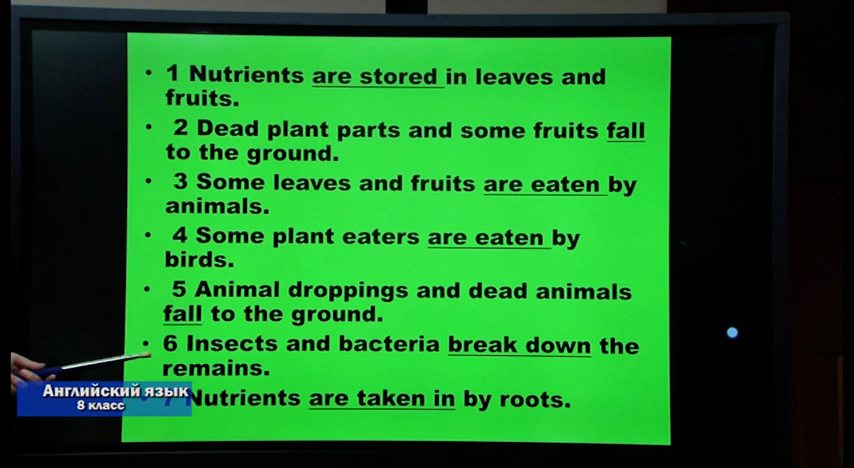 • 1 Nutrients are stored in leaves and
fruits.
• 2 Dead plant parts and some fruits fall
to the ground.
• 3 Some leaves and fruits are eaten by
animals.
• 4 Some plant eaters are eaten by
birds.
• 5 Animal droppings and dead animals
fall to the ground.
• 6 Insects and bacteria break down the
remains.
• 7 Nutrients are taken in by roots.
Английский язык
8 класс